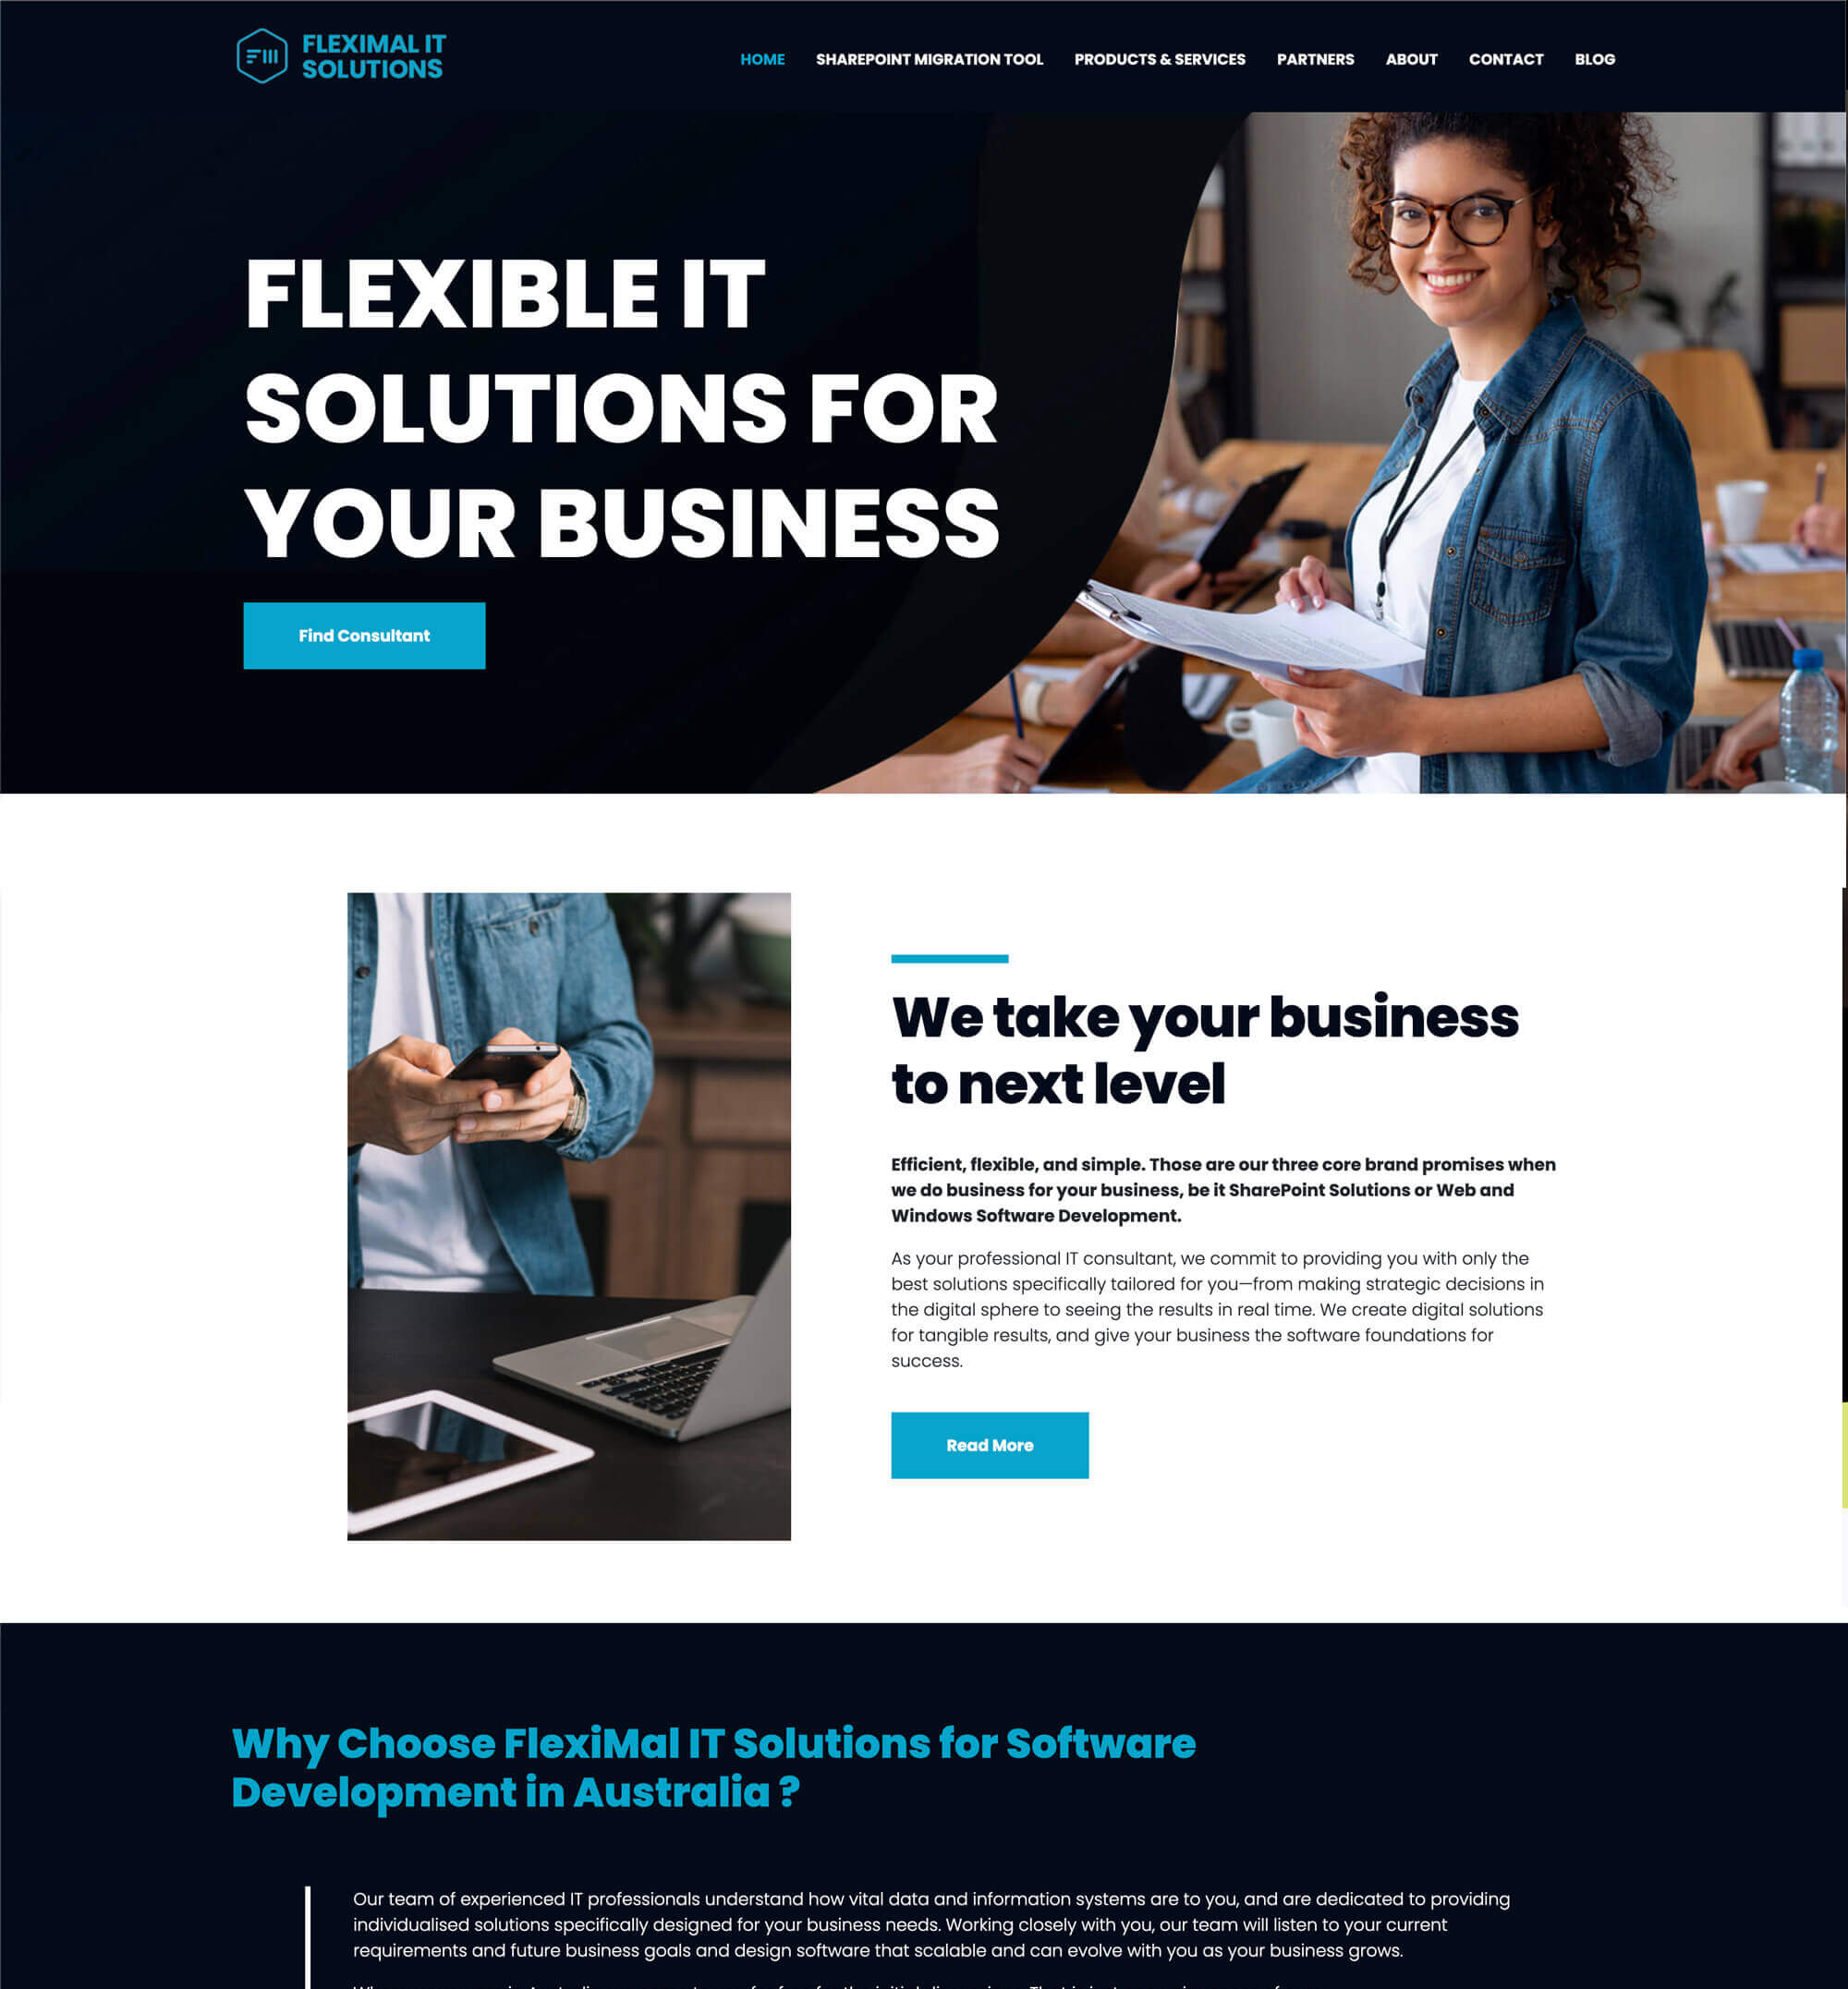 FLEXIMAL IT
SOLUTIONS
HOME SHAREPOINT MIGRATION TOOL PRODUCTS & SERVICES PARTNERS ABOUT CONTACT BLOG
FLEXIBLE IT
SOLUTIONS FOR
YOUR BUSINESS
Find Consultant
We take your business
to next level
Efficient, flexible, and simple. Those are our three core brand promises when
we do business for your business, be it SharePoint Solutions or Web and
Windows Software Development.
As your professional IT consultant, we commit to providing you with only the
best solutions specifically tailored for you—from making strategic decisions in
the digital sphere to seeing the results in real time. We create digital solutions
for tangible results, and give your business the software foundations for
success.
Read More
Why Choose FlexiMal IT Solutions for Software
Development in Australia ?
Our team of experienced IT professionals understand how vital data and information systems are to you, and are dedicated to providing
individualised solutions specifically designed for your business needs. Working closely with you, our team will listen to your current
requirements and future business goals and design software that scalable and can evolve with you as your business grows.